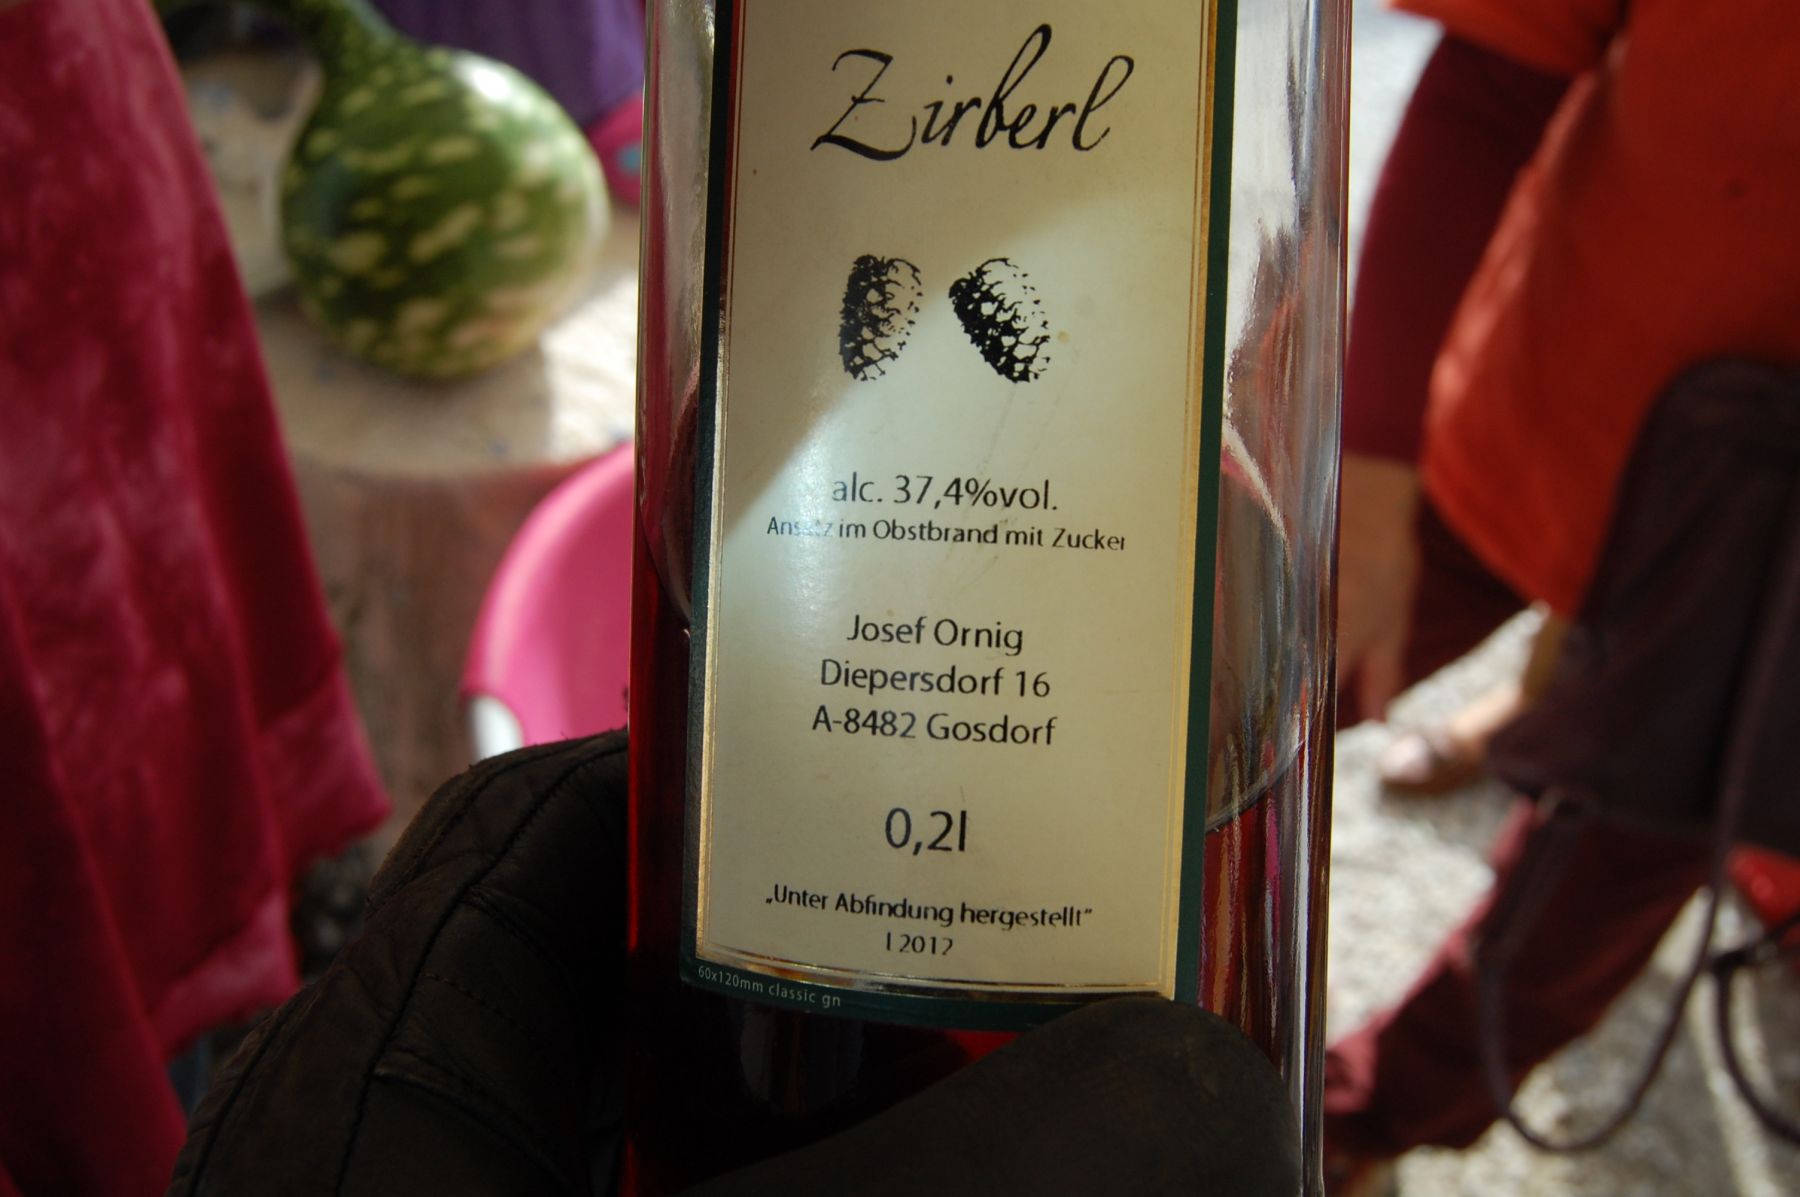 Zirberl
alc. 37,4%vol.
Ansatz im Obstbrand mit Zucker
Josef Ornig
Diepersdorf 16
A-8482 Gosdorf
0,2l
„Unter Abfindung hergestellt“
L2012
60x120mm classic gn